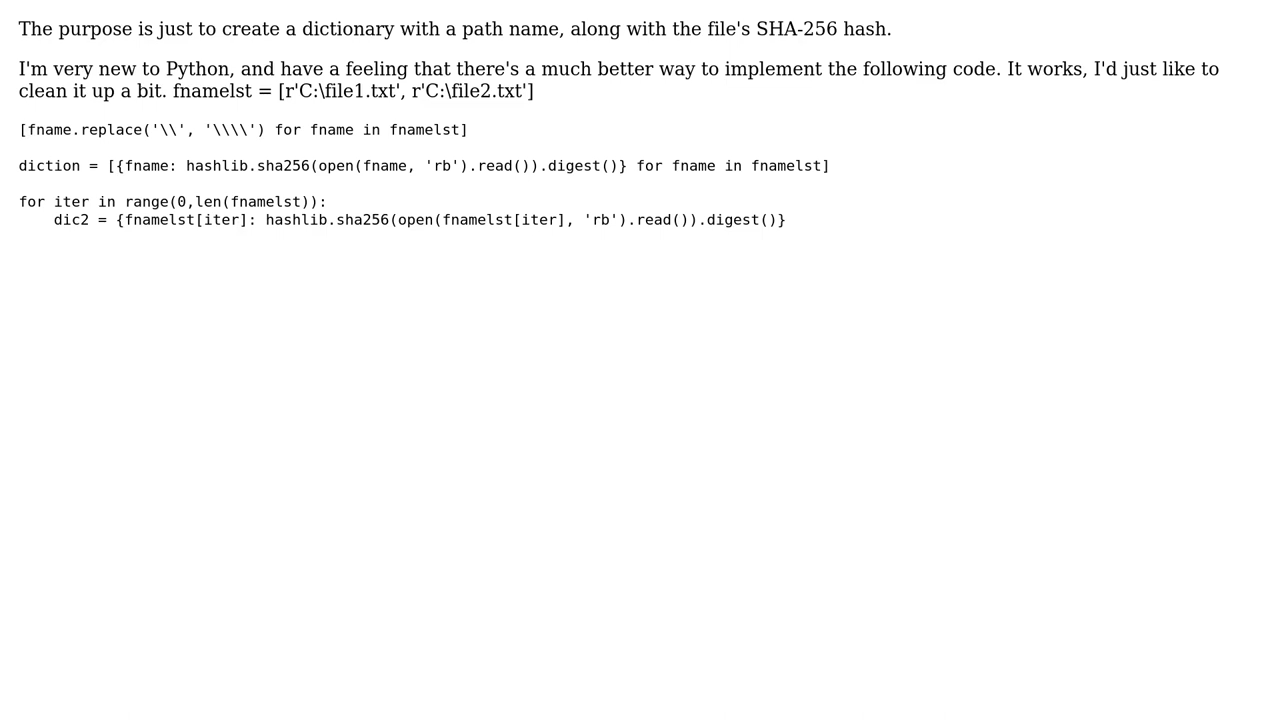 The purpose is just to create a dictionary with a path name, along with the file's SHA-256 hash.
I'm very new to Python, and have a feeling that there's a much better way to implement the following code. It works, I'd just like to
clean it up a bit. fnamelst = [r'C:\file1.txt', r'C:\file2.txt']
[fname.replace('\\', '\\\\') for fname in fnamelst]
diction = [{fname: hashlib.sha256(open(fname, 'rb').read()).digest()} for fname in fnamelst]
for iter in range(0,len(fnamelst)):
    dic2 = {fnamelst[iter]: hashlib.sha256(open(fnamelst[iter], 'rb').read()).digest()}